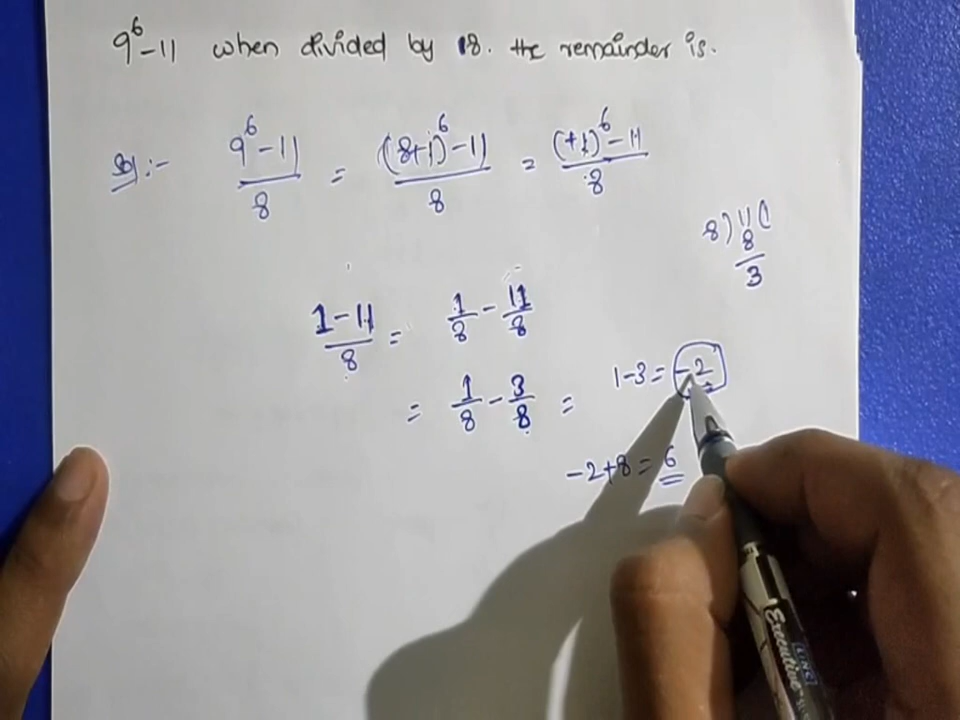 9^6-11 when divided by 18. the remainder is.
Sol:- 9^6-11/8 = (8+1)^6-11/8 = (+1)^6-11/8
8)11(1
8
3
1-11/8 = 1/8 - 11/8
= 1/8 - 3/8 = 1-3 = -2
-2+8 = 6
LINC
Executive